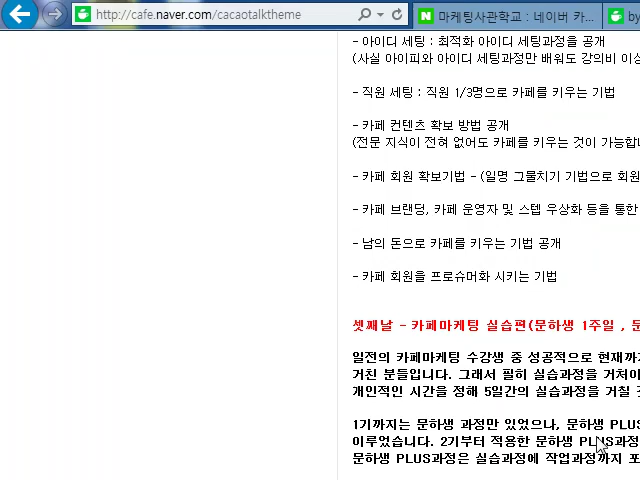 http://cafe.naver.com/cacaotalktheme
마케팅사관학교 : 네이버 카...
by
- 아이디 세팅 : 최적화 아이디 세팅과정을 공개
(사실 아이피와 아이디 세팅과정만 배워도 강의비 이상
- 직원 세팅 : 직원 1/3명으로 카페를 키우는 기법
- 카페 컨텐츠 확보 방법 공개
(전문 지식이 전혀 없어도 카페를 키우는 것이 가능합니
- 카페 회원 확보기법 - (일명 그물치기 기법으로 회원
- 카페 브랜딩, 카페 운영자 및 스텝 우상화 등을 통한
- 남의 돈으로 카페를 키우는 기법 공개
- 카페 회원을 프로슈머화 시키는 기법
셋째날 - 카페마케팅 실습편(문하생 1주일 , 문
일전의 카페마케팅 수강생 중 성공적으로 현재까지
거친 분들입니다. 그래서 필히 실습과정을 거쳐야
개인적인 시간을 정해 5일간의 실습과정을 거칠
1기까지는 문하생 과정만 있었으나, 문하생 PLUS
이루었습니다. 2기부터 적용한 문하생 PLUS과정
문하생 PLUS과정은 실습과정에 작업과정까지 포